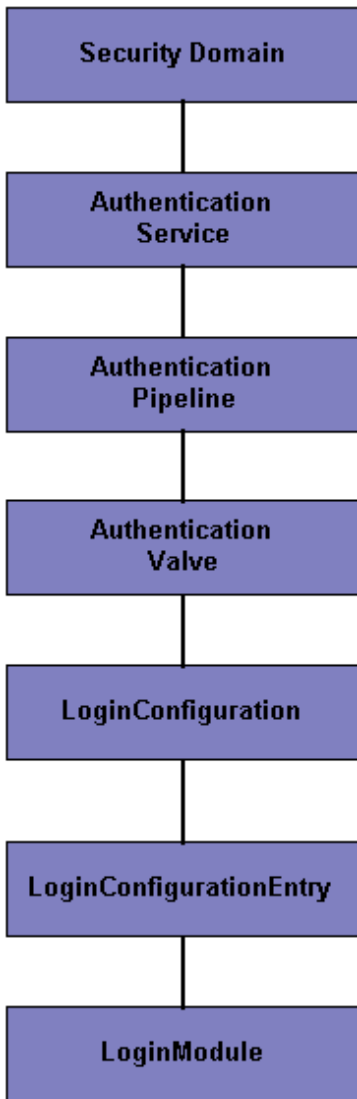 Security Domain
Authentication
Service
Authentication
Pipeline
Authentication
Valve
LoginConfiguration
LoginConfigurationEntry
LoginModule